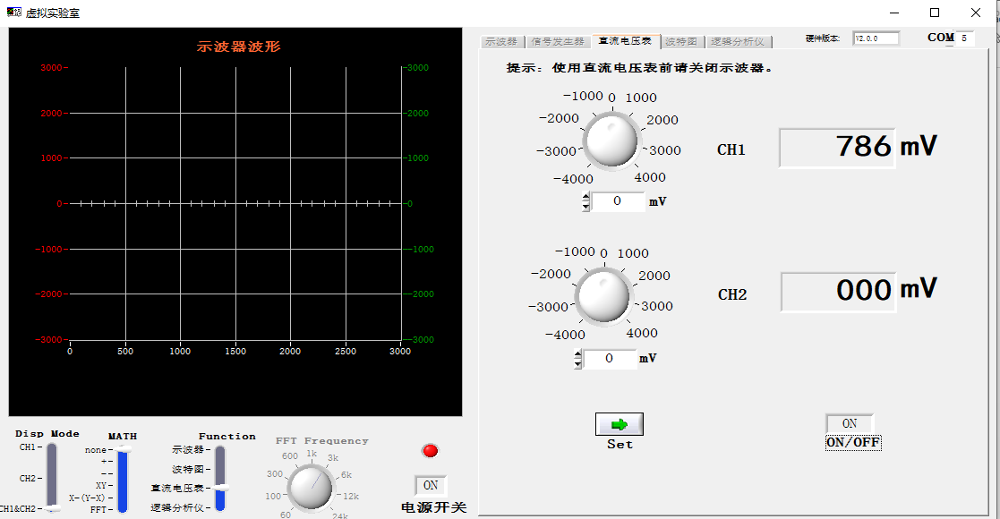 虚拟实验室
示波器波形
3000
2000
1000
0
-1000
-2000
-3000
3000
2000
1000
0
-1000
-2000
-3000
0 500 1000 1500 2000 2500 3000
Disp Mode
CH1
CH2
CH1&CH2
MATH
none
+
--
XY
X-(Y-X)
FFT
Function
示波器
波特图
直流电压表
逻辑分析仪
FFT Frequency
600 1k 3k
300 6k
100 12k
60 24k
ON
电源开关
示波器 信号发生器 直流电压表 波特图 逻辑分析仪
硬件版本: V2.0.0 COM 5
提示: 使用直流电压表前请关闭示波器。
-1000 0 1000
-2000 2000
-3000 3000
-4000 4000
0 mV
CH1 786 mV
-1000 0 1000
-2000 2000
-3000 3000
-4000 4000
0 mV
CH2 000 mV
Set
ON
ON/OFF